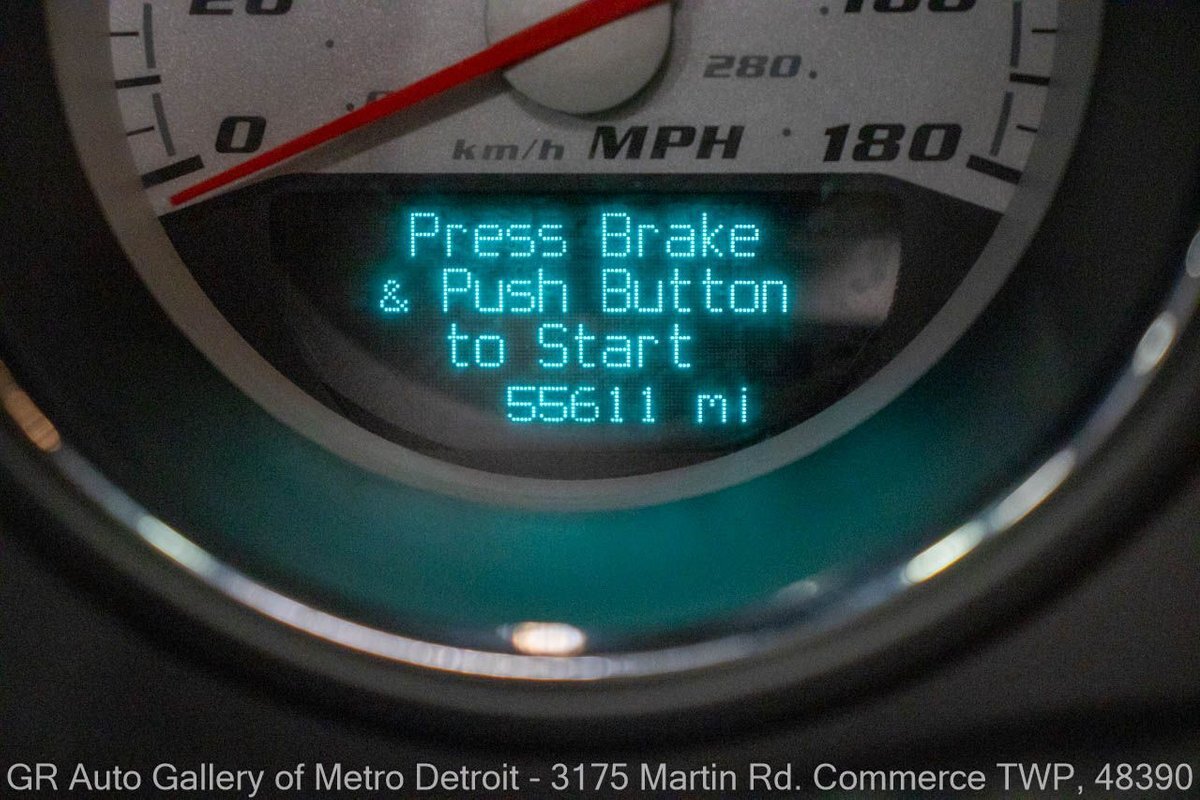 20
160
280
0
km/h MPH
180
Press Brake
& Push Button
to Start
55611 mi
GR Auto Gallery of Metro Detroit - 3175 Martin Rd. Commerce TWP, 48390